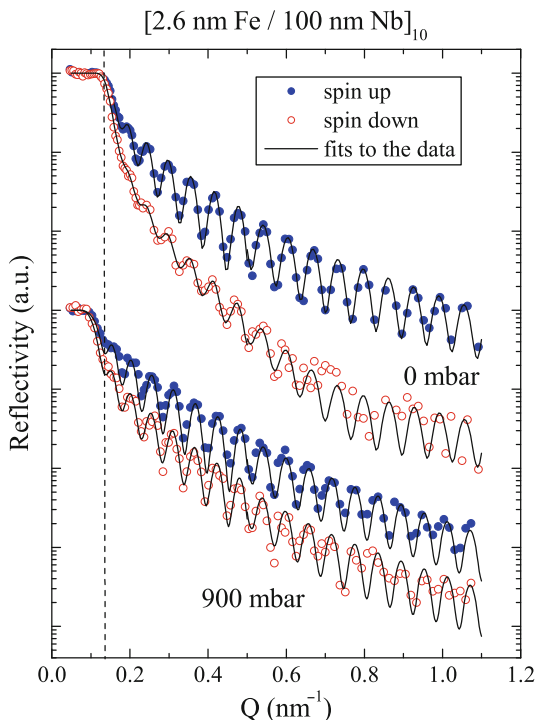 [2.6 nm Fe / 100 nm Nb]₁₀
spin up
spin down
fits to the data
Reflectivity (a.u.)
0 mbar
900 mbar
0.0 0.2 0.4 0.6 0.8 1.0 1.2
Q (nm⁻¹)